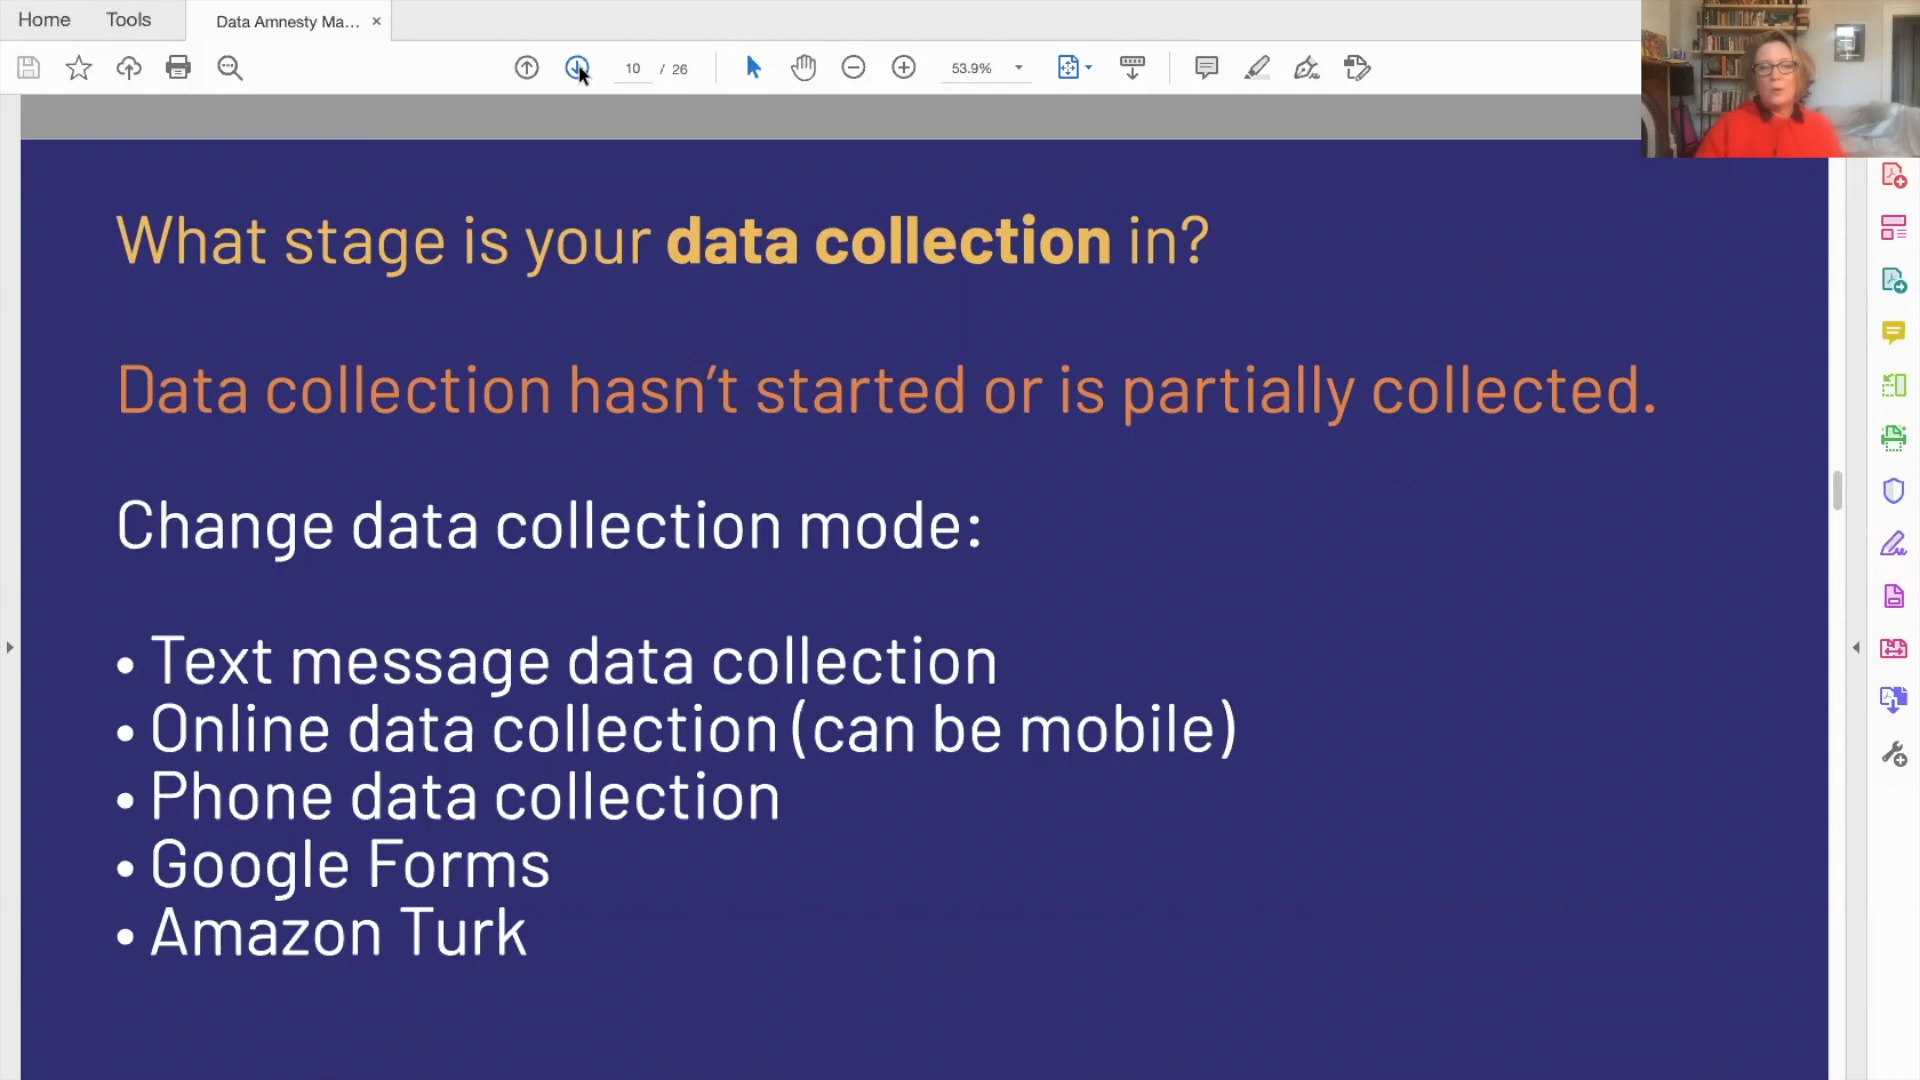 Home Tools Data Amnesty Ma... ×
10 / 26 53.9%
What stage is your data collection in?
Data collection hasn’t started or is partially collected.
Change data collection mode:
• Text message data collection
• Online data collection (can be mobile)
• Phone data collection
• Google Forms
• Amazon Turk